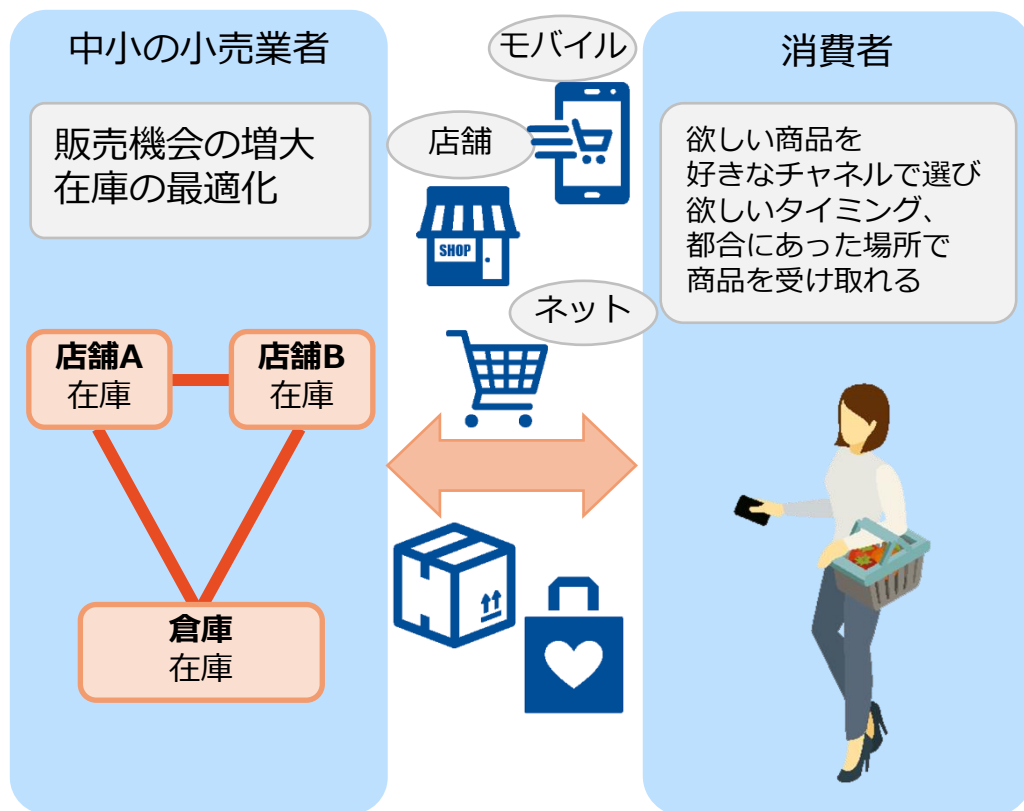 中小の小売業者
販売機会の増大
在庫の最適化
店舗A
在庫
店舗B
在庫
倉庫
在庫
モバイル
店舗
SHOP
ネット
消費者
欲しい商品を
好きなチャネルで選び
欲しいタイミング、
都合にあった場所で
商品を受け取れる